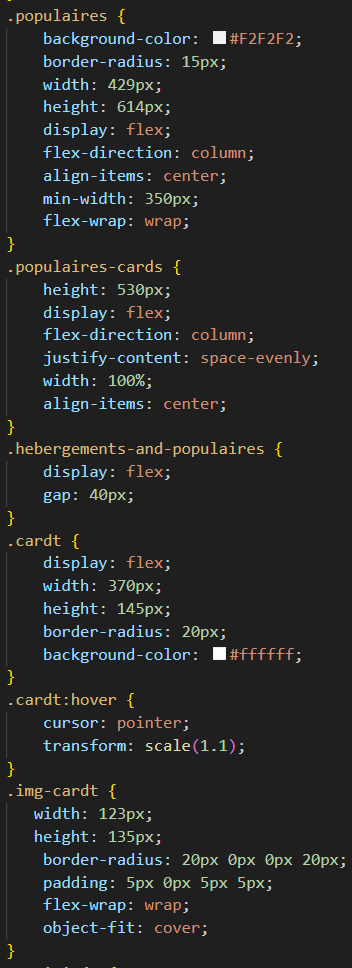 .populaires {
background-color: #F2F2F2;
border-radius: 15px;
width: 429px;
height: 614px;
display: flex;
flex-direction: column;
align-items: center;
min-width: 350px;
flex-wrap: wrap;
}
.populaires-cards {
height: 530px;
display: flex;
flex-direction: column;
justify-content: space-evenly;
width: 100%;
align-items: center;
}
.hebergements-and-populaires {
display: flex;
gap: 40px;
}
.cardt {
display: flex;
width: 370px;
height: 145px;
border-radius: 20px;
background-color: #ffffff;
}
.cardt:hover {
cursor: pointer;
transform: scale(1.1);
}
.img-cardt {
width: 123px;
height: 135px;
border-radius: 20px 0px 0px 20px;
padding: 5px 0px 5px 5px;
flex-wrap: wrap;
object-fit: cover;
}